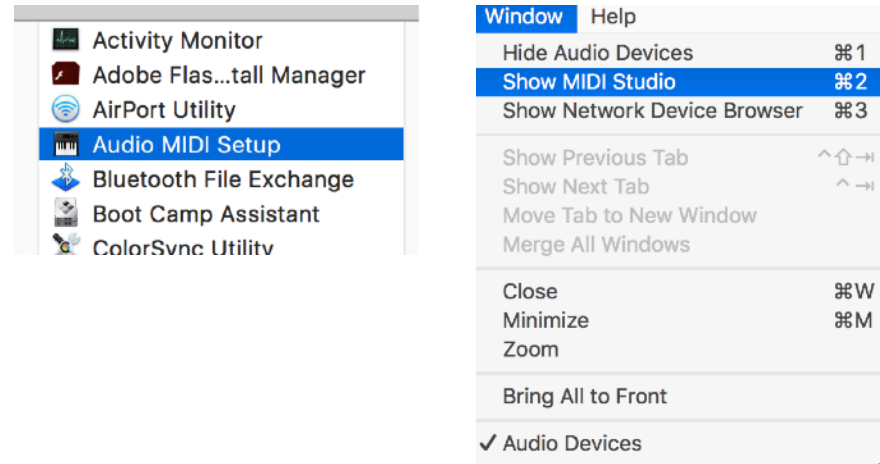 Activity Monitor
Adobe Flas...tall Manager
AirPort Utility
Audio MIDI Setup
Bluetooth File Exchange
Boot Camp Assistant
ColorSync Utility
Window Help
Hide Audio Devices ⌘1
Show MIDI Studio ⌘2
Show Network Device Browser ⌘3
Show Previous Tab ^⇧⇥
Show Next Tab ^⇥
Move Tab to New Window
Merge All Windows
Close ⌘W
Minimize ⌘M
Zoom
Bring All to Front
✓ Audio Devices